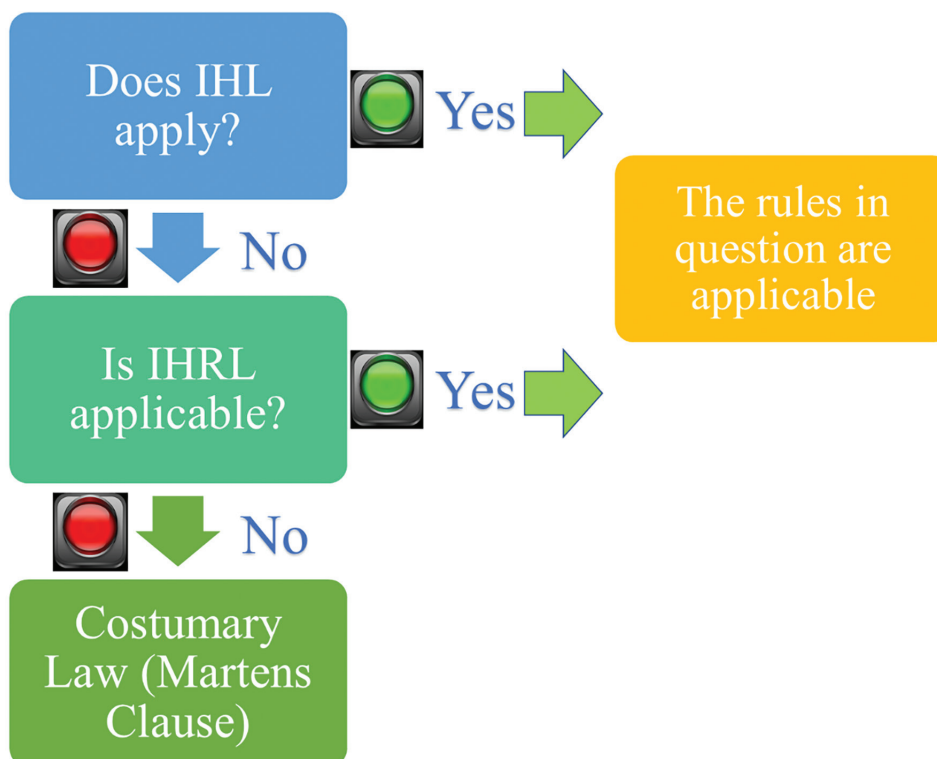 Does IHL
apply?
Yes
No
The rules in
question are
applicable
Is IHRL
applicable?
Yes
No
Costumary
Law (Martens
Clause)